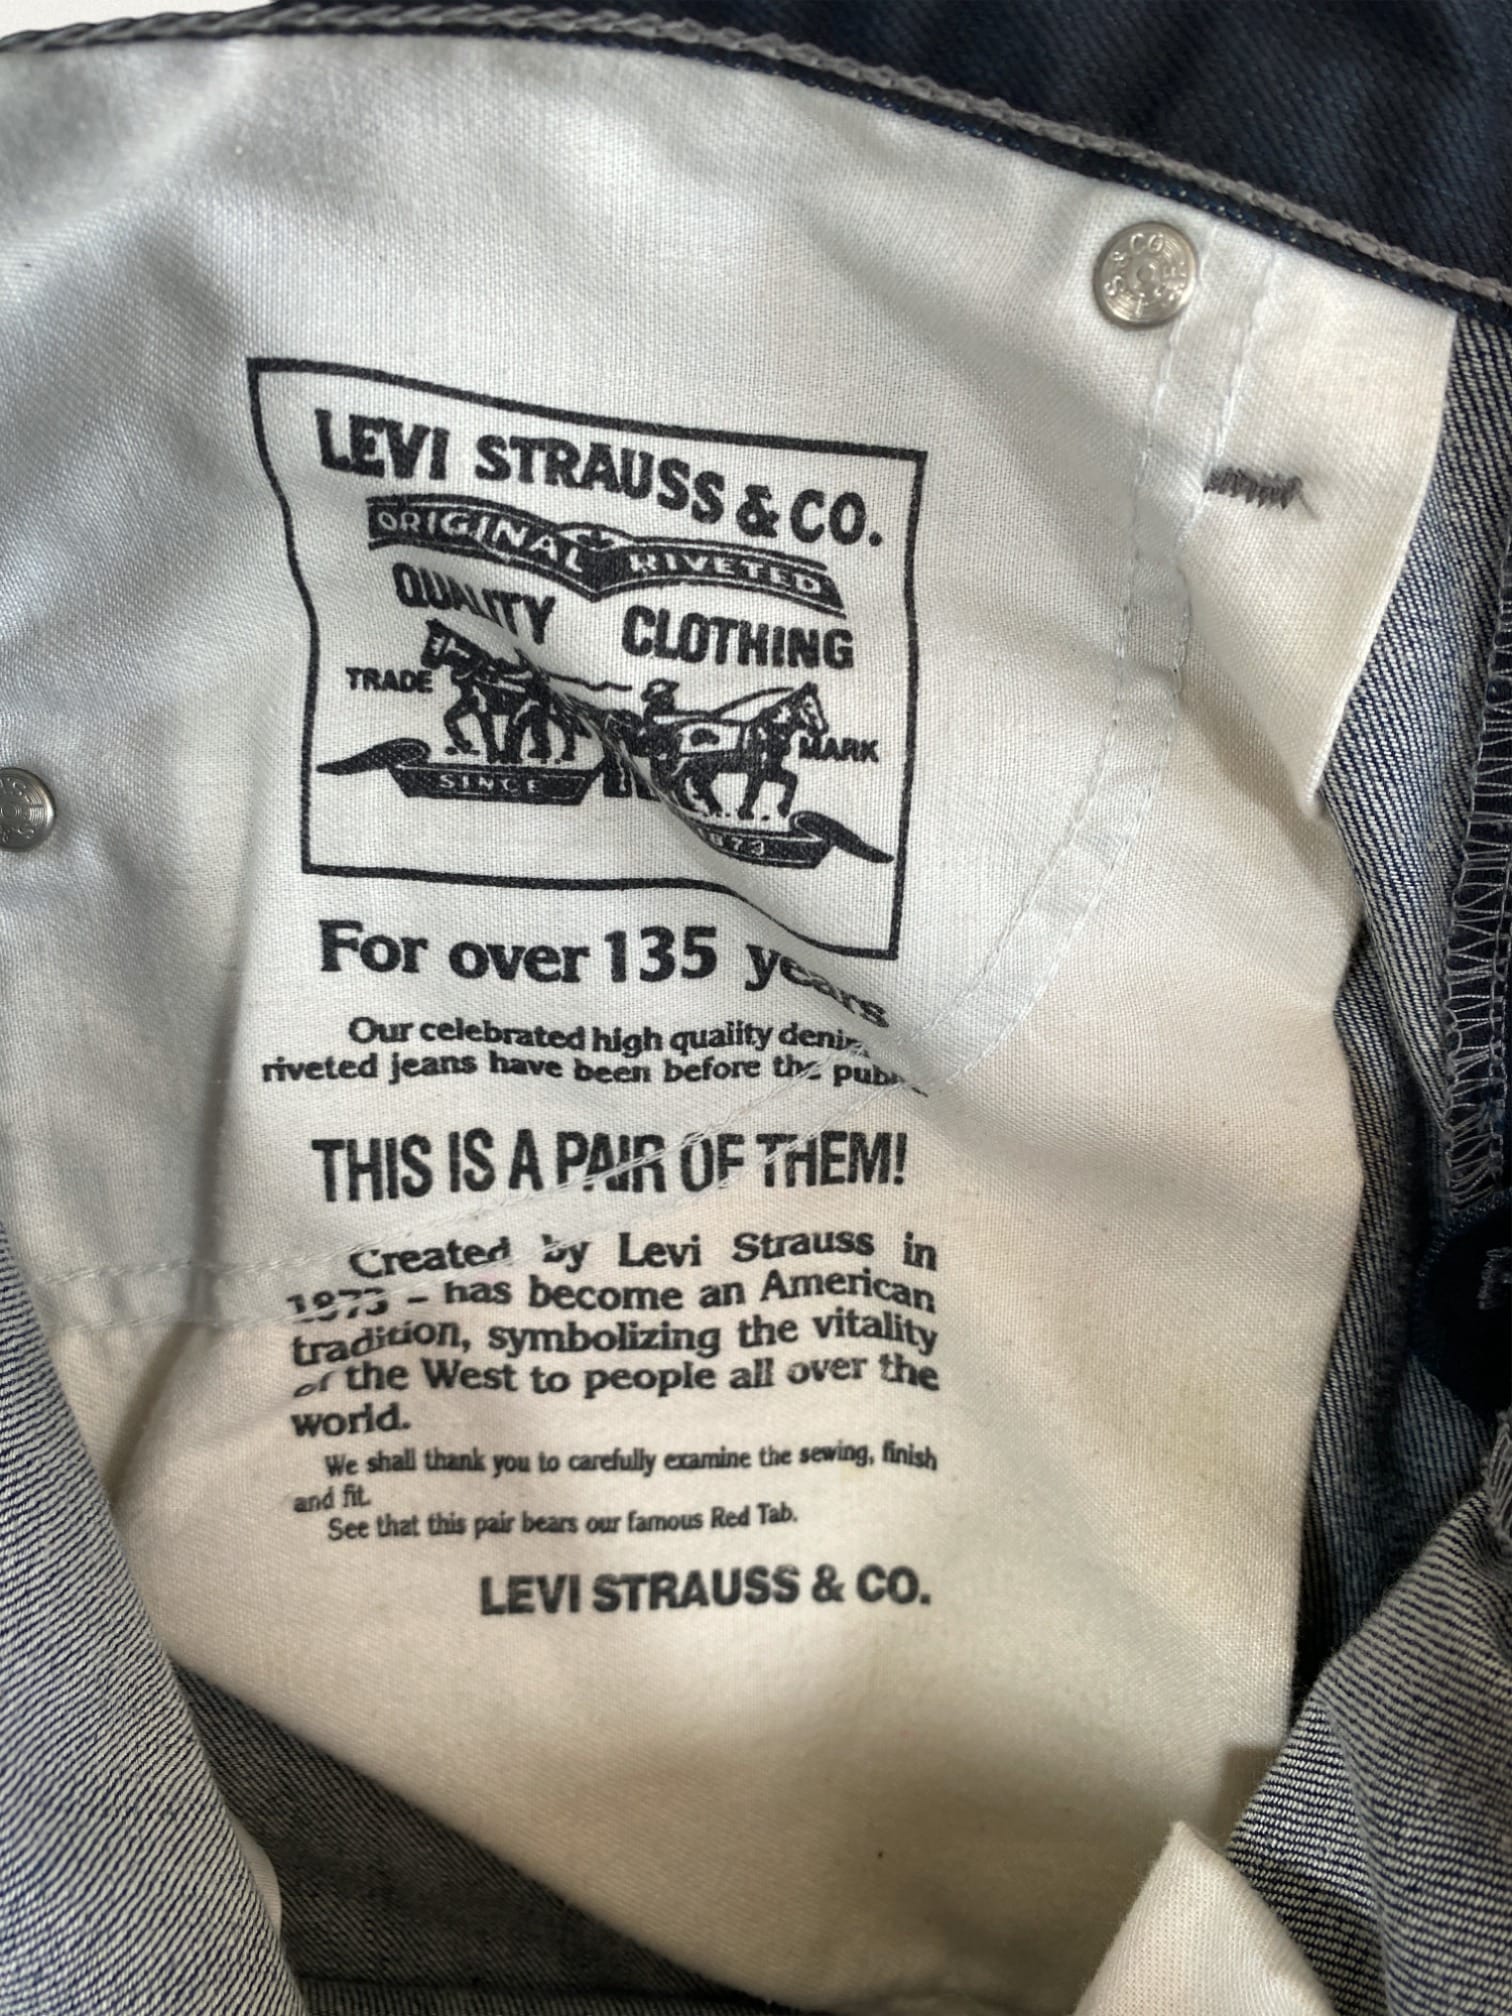 LEVI STRAUSS & CO.
ORIGINAL RIVETED
QUALITY CLOTHING
TRADE MARK
SINCE 1873
For over 135 years
Our celebrated high quality denim
riveted jeans have been before the public
THIS IS A PAIR OF THEM!
Created by Levi Strauss in
1873 – has become an American
tradition, symbolizing the vitality
of the West to people all over the
world.
We shall thank you to carefully examine the sewing, finish
and fit.
See that this pair bears our famous Red Tab.
LEVI STRAUSS & CO.